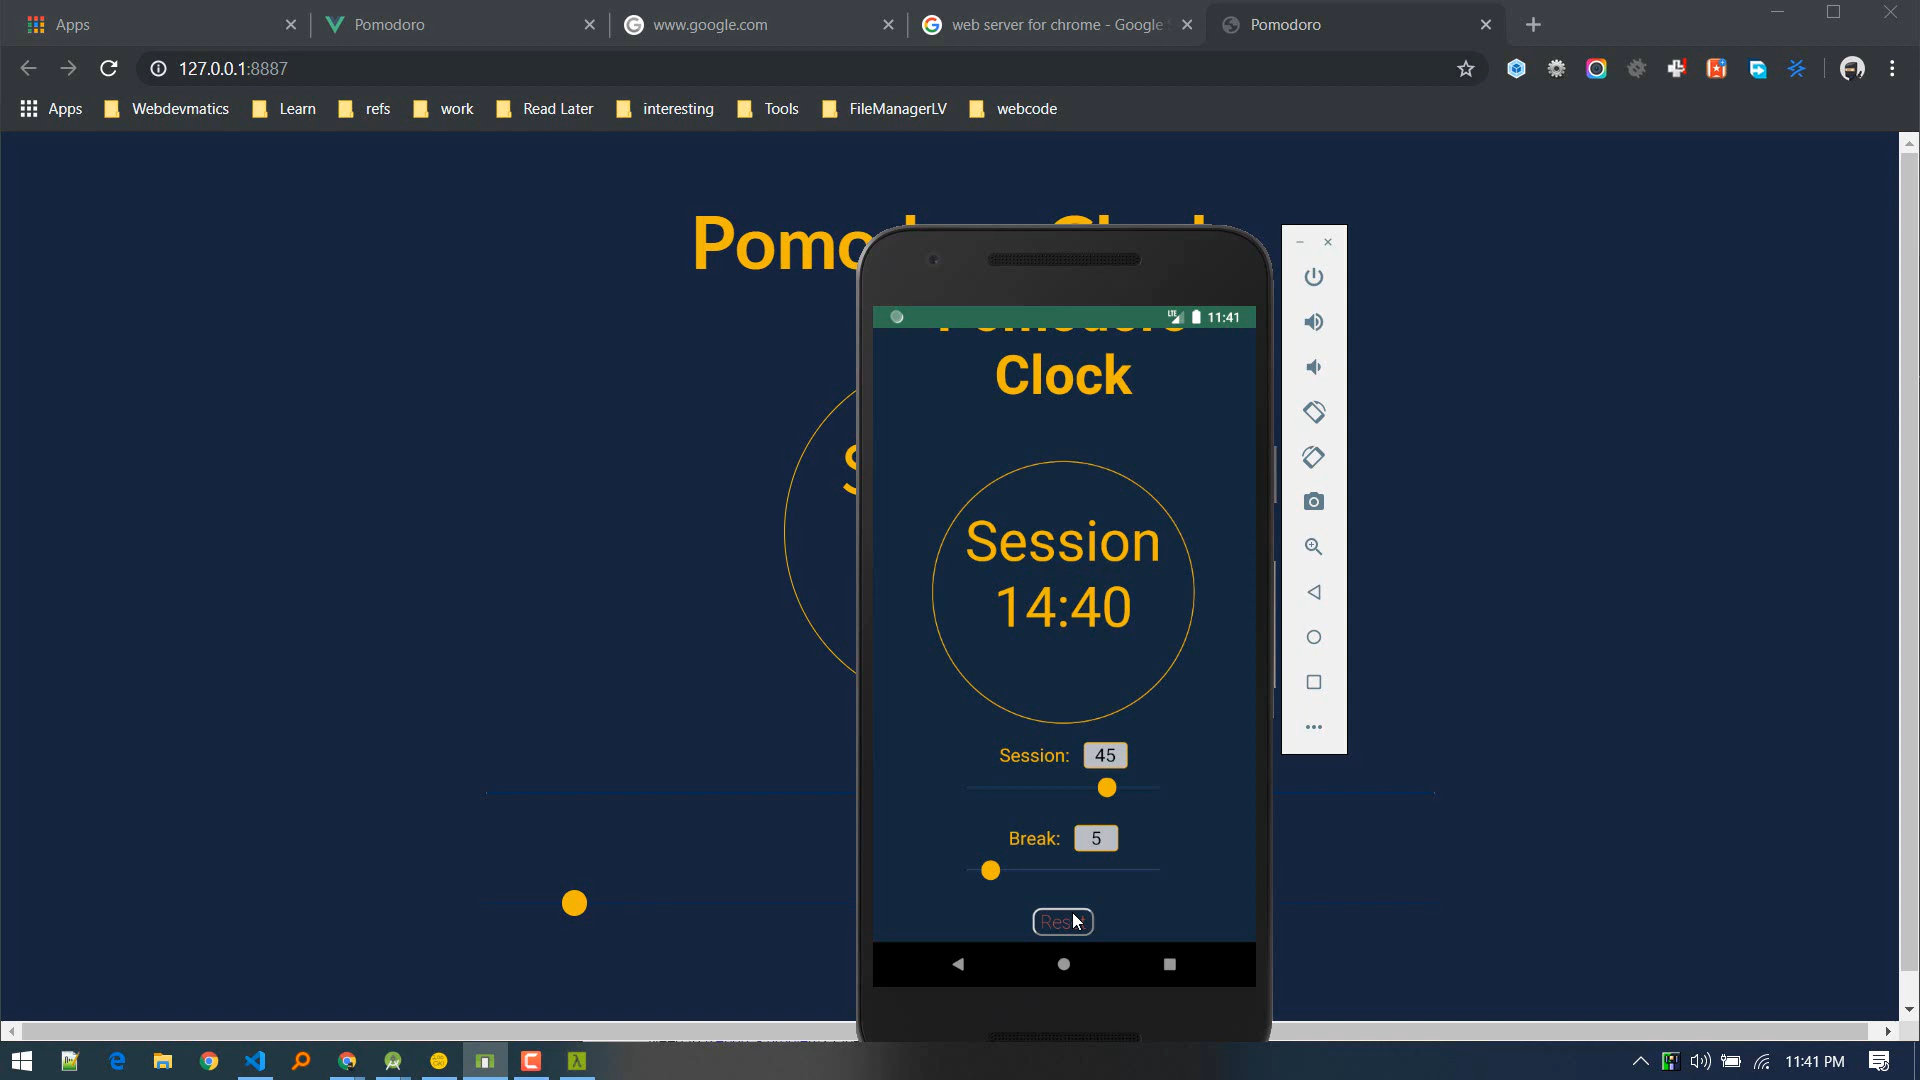 Apps
Pomodoro
www.google.com
web server for chrome - Google
Pomodoro
127.0.0.1:8887
Apps
Webdevmatics
Learn
refs
work
Read Later
interesting
Tools
FileManagerLV
webcode
LTE
11:41
Clock
Session
14:40
Session: 45
Break: 5
11:41 PM